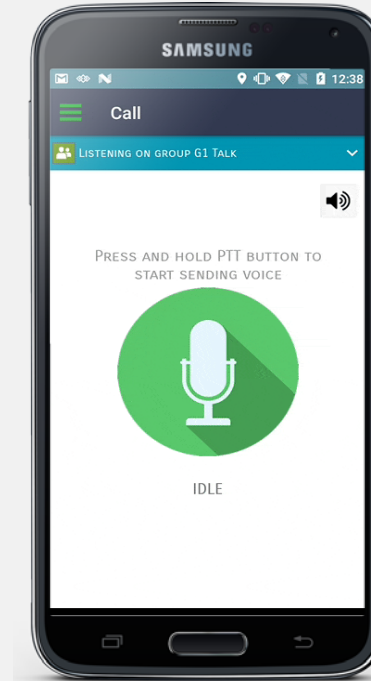 SAMSUNG
12:38
Call
Listening on group G1 Talk
Press and hold PTT button to
start sending voice
IDLE